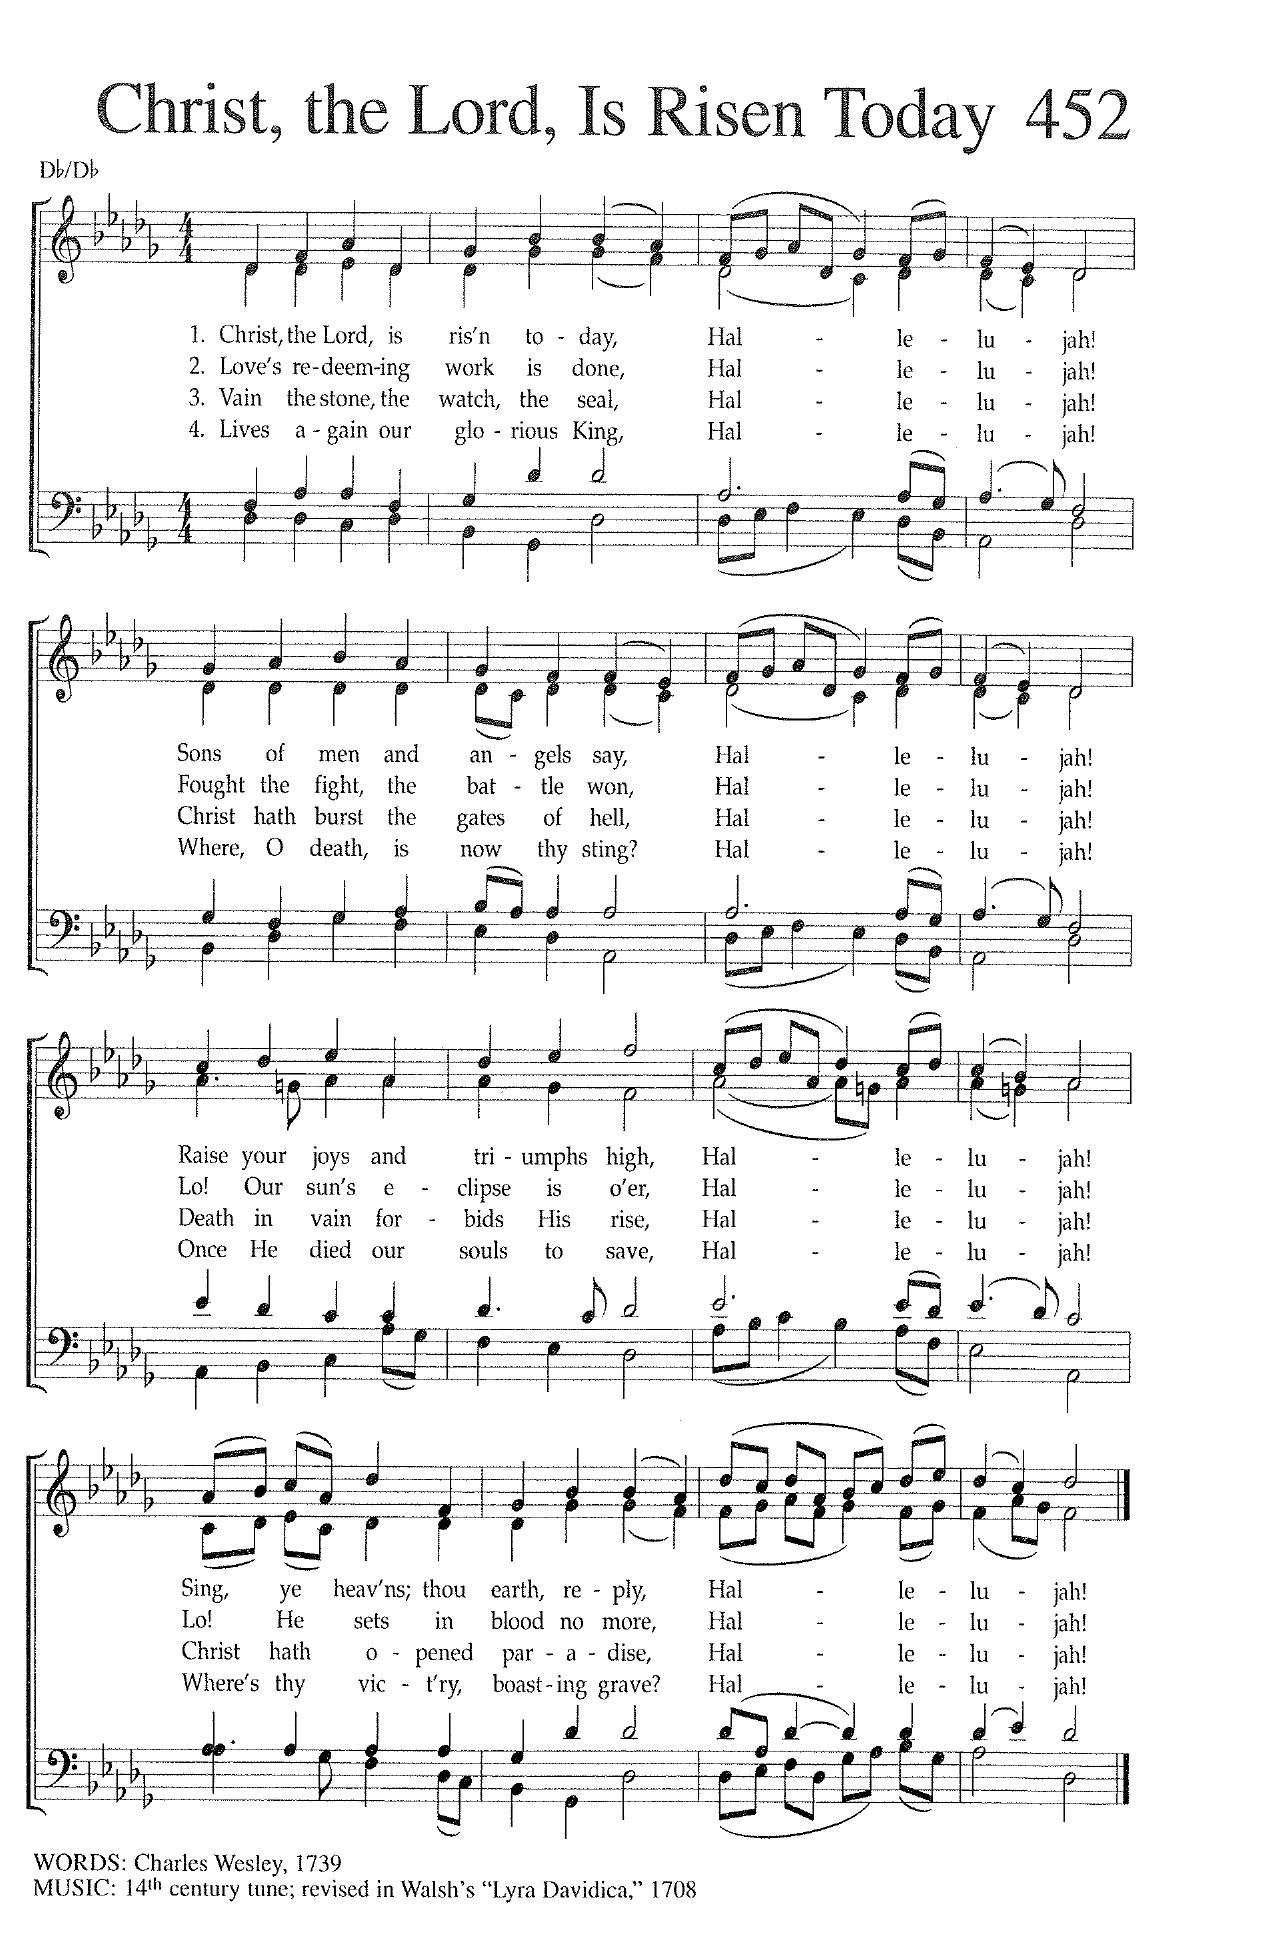 Christ, the Lord, Is Risen Today 452
D♭/D♭
1. Christ, the Lord, is ris'n to - day, Hal - le - lu - jah!
2. Love's re-deem-ing work is done, Hal - le - lu - jah!
3. Vain the stone, the watch, the seal, Hal - le - lu - jah!
4. Lives a - gain our glo - rious King, Hal - le - lu - jah!
Sons of men and an - gels say, Hal - le - lu - jah!
Fought the fight, the bat - tle won, Hal - le - lu - jah!
Christ hath burst the gates of hell, Hal - le - lu - jah!
Where, O death, is now thy sting? Hal - le - lu - jah!
Raise your joys and tri - umphs high, Hal - le - lu - jah!
Lo! Our sun's e - clipse is o'er, Hal - le - lu - jah!
Death in vain for - bids His rise, Hal - le - lu - jah!
Once He died our souls to save, Hal - le - lu - jah!
Sing, ye heav'ns; thou earth, re - ply, Hal - le - lu - jah!
Lo! He sets in blood no more, Hal - le - lu - jah!
Christ hath o - pened par - a - dise, Hal - le - lu - jah!
Where's thy vic - t'ry, boast-ing grave? Hal - le - lu - jah!
WORDS: Charles Wesley, 1739
MUSIC: 14th century tune; revised in Walsh's “Lyra Davidica,” 1708